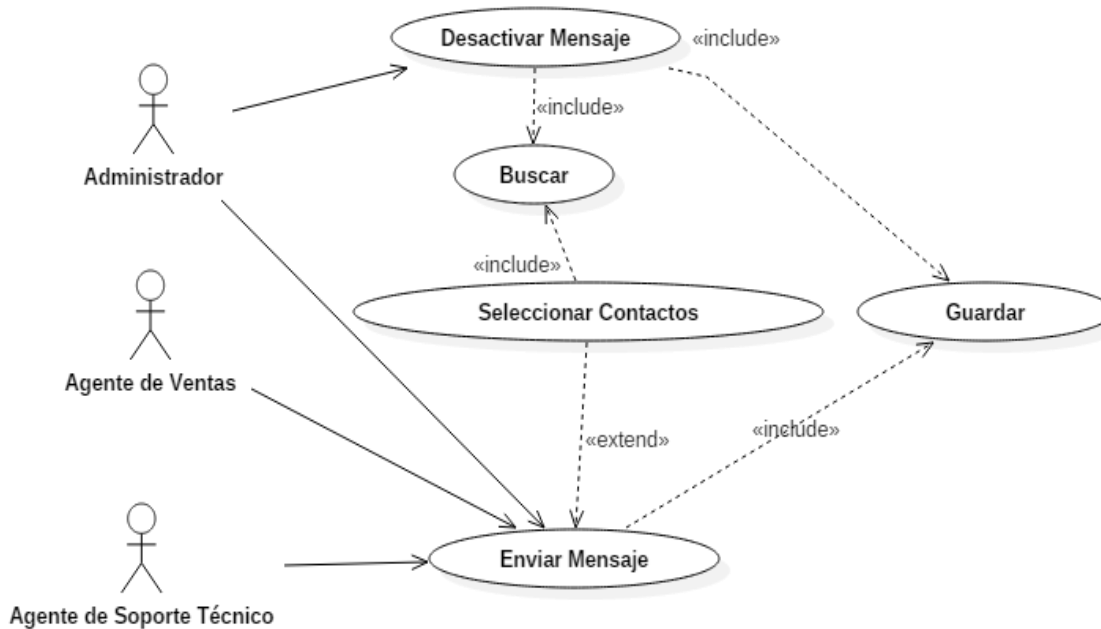 Desactivar Mensaje
«include»
«include»
Administrador
Buscar
«include»
Seleccionar Contactos
Guardar
Agente de Ventas
«extend»
«include»
Enviar Mensaje
Agente de Soporte Técnico